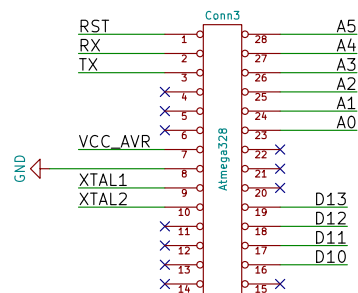 Conn3
RST 1 28 A5
RX 2 27 A4
TX 3 26 A3
4 25 A2
5 24 A1
6 23 A0
VCC_AVR 7 22
GND 8 21
XTAL1 9 20
XTAL2 10 19 D13
11 18 D12
12 17 D11
13 16 D10
14 15
Atmega328